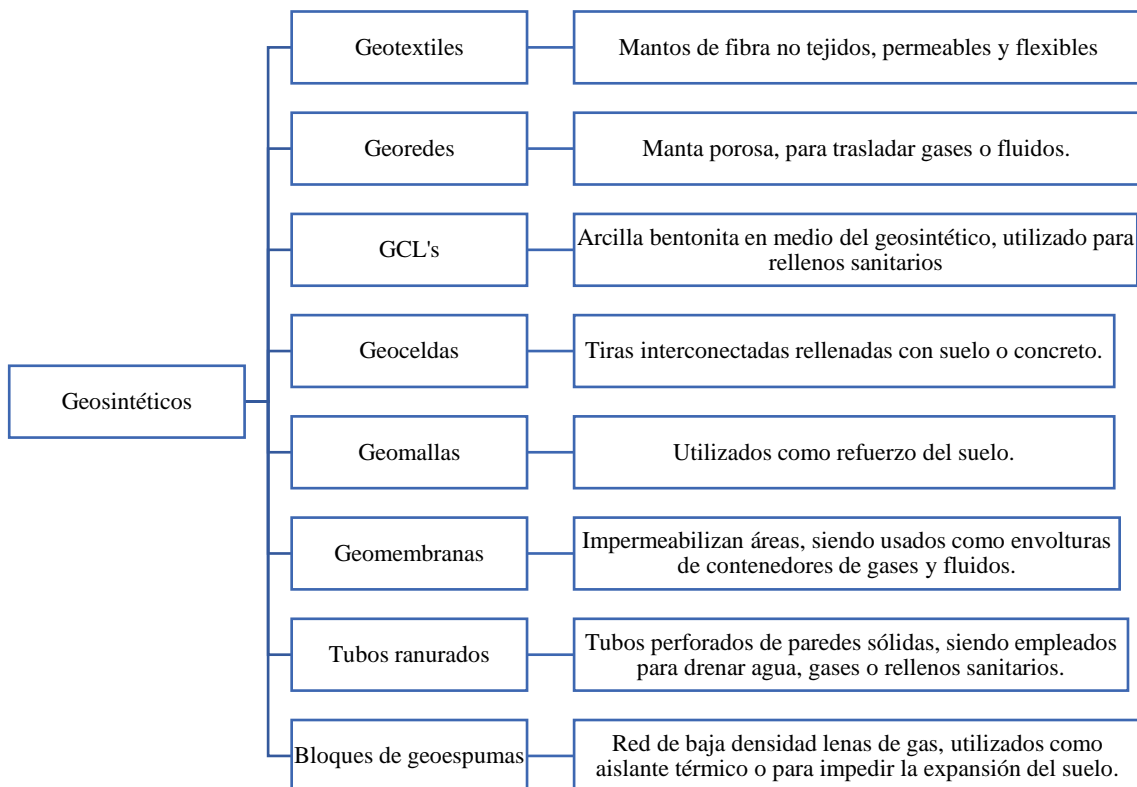 Geosintéticos
Geotextiles
Mantos de fibra no tejidos, permeables y flexibles
Georedes
Manta porosa, para trasladar gases o fluidos.
GCL's
Arcilla bentonita en medio del geosintético, utilizado para
rellenos sanitarios
Geoceldas
Tiras interconectadas rellenadas con suelo o concreto.
Geomallas
Utilizados como refuerzo del suelo.
Geomembranas
Impermeabilizan áreas, siendo usados como envolturas
de contenedores de gases y fluidos.
Tubos ranurados
Tubos perforados de paredes sólidas, siendo empleados
para drenar agua, gases o rellenos sanitarios.
Bloques de geoespumas
Red de baja densidad lenas de gas, utilizados como
aislante térmico o para impedir la expansión del suelo.